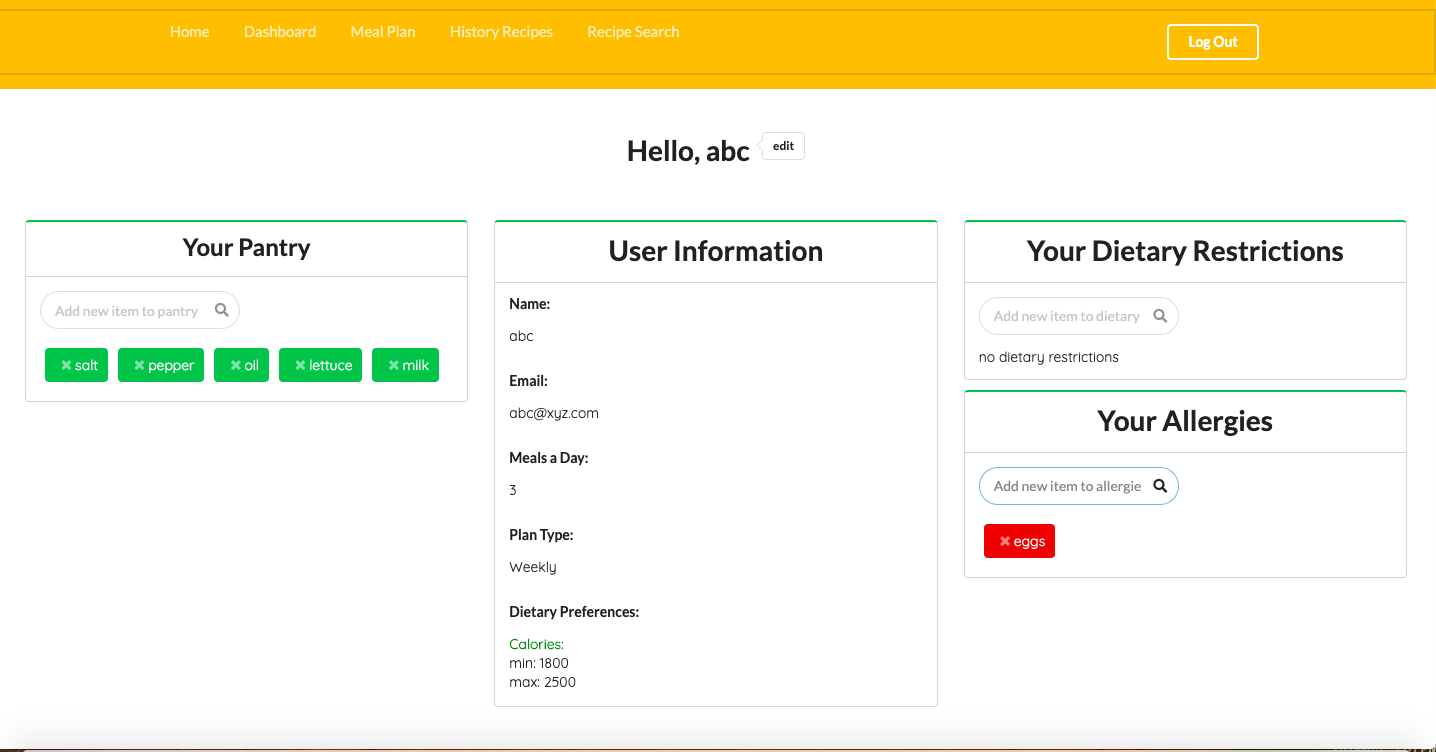 Home Dashboard Meal Plan History Recipes Recipe Search Log Out
Hello, abc edit
Your Pantry
Add new item to pantry
salt pepper oil lettuce milk
User Information
Name:
abc
Email:
abc@xyz.com
Meals a Day:
3
Plan Type:
Weekly
Dietary Preferences:
Calories:
min: 1800
max: 2500
Your Dietary Restrictions
Add new item to dietary
no dietary restrictions
Your Allergies
Add new item to allergie
eggs